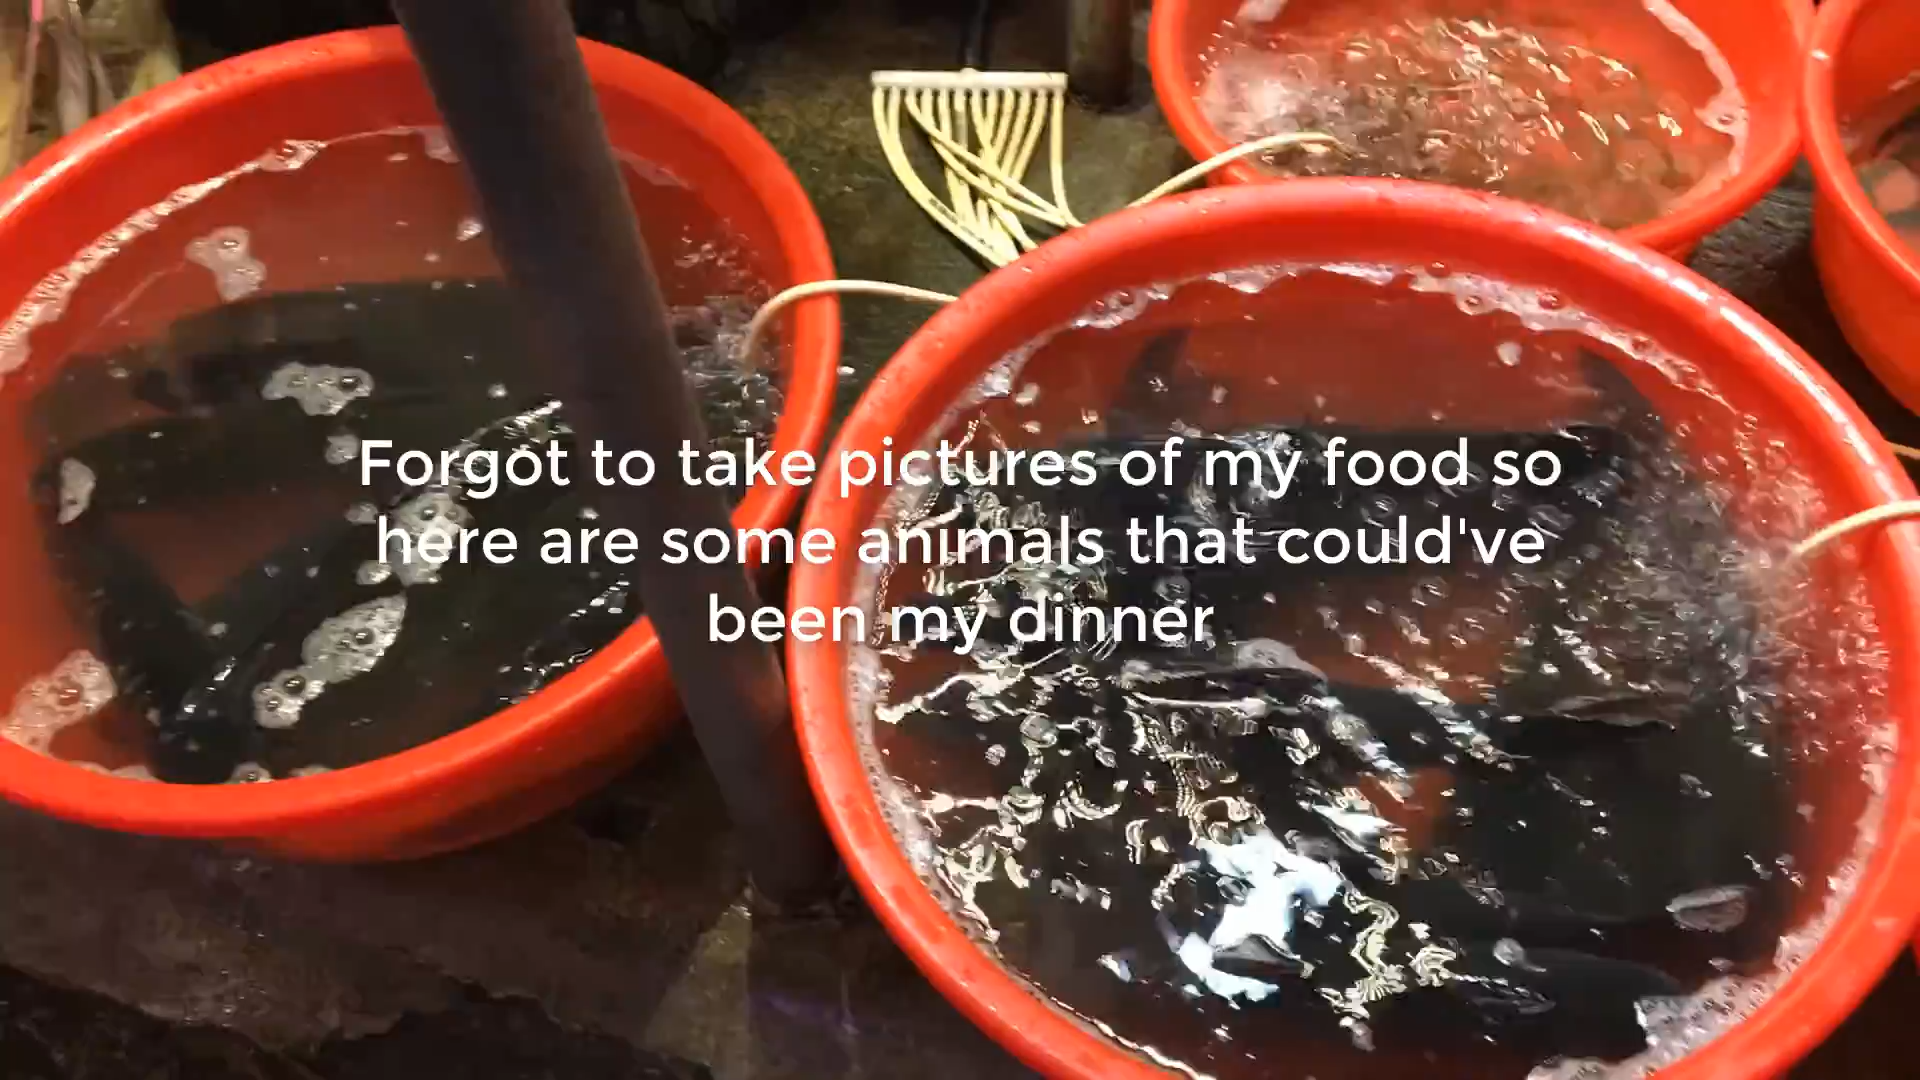 Forgot to take pictures of my food so
here are some animals that could've
been my dinner